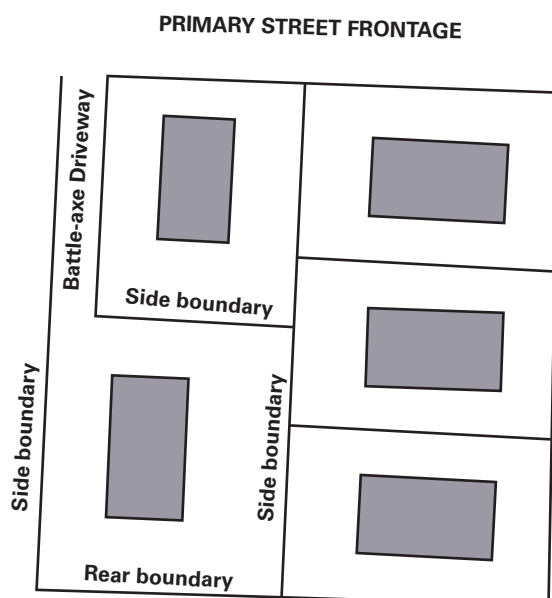 PRIMARY STREET FRONTAGE
Battle-axe Driveway
Side boundary
Side boundary
Side boundary
Rear boundary